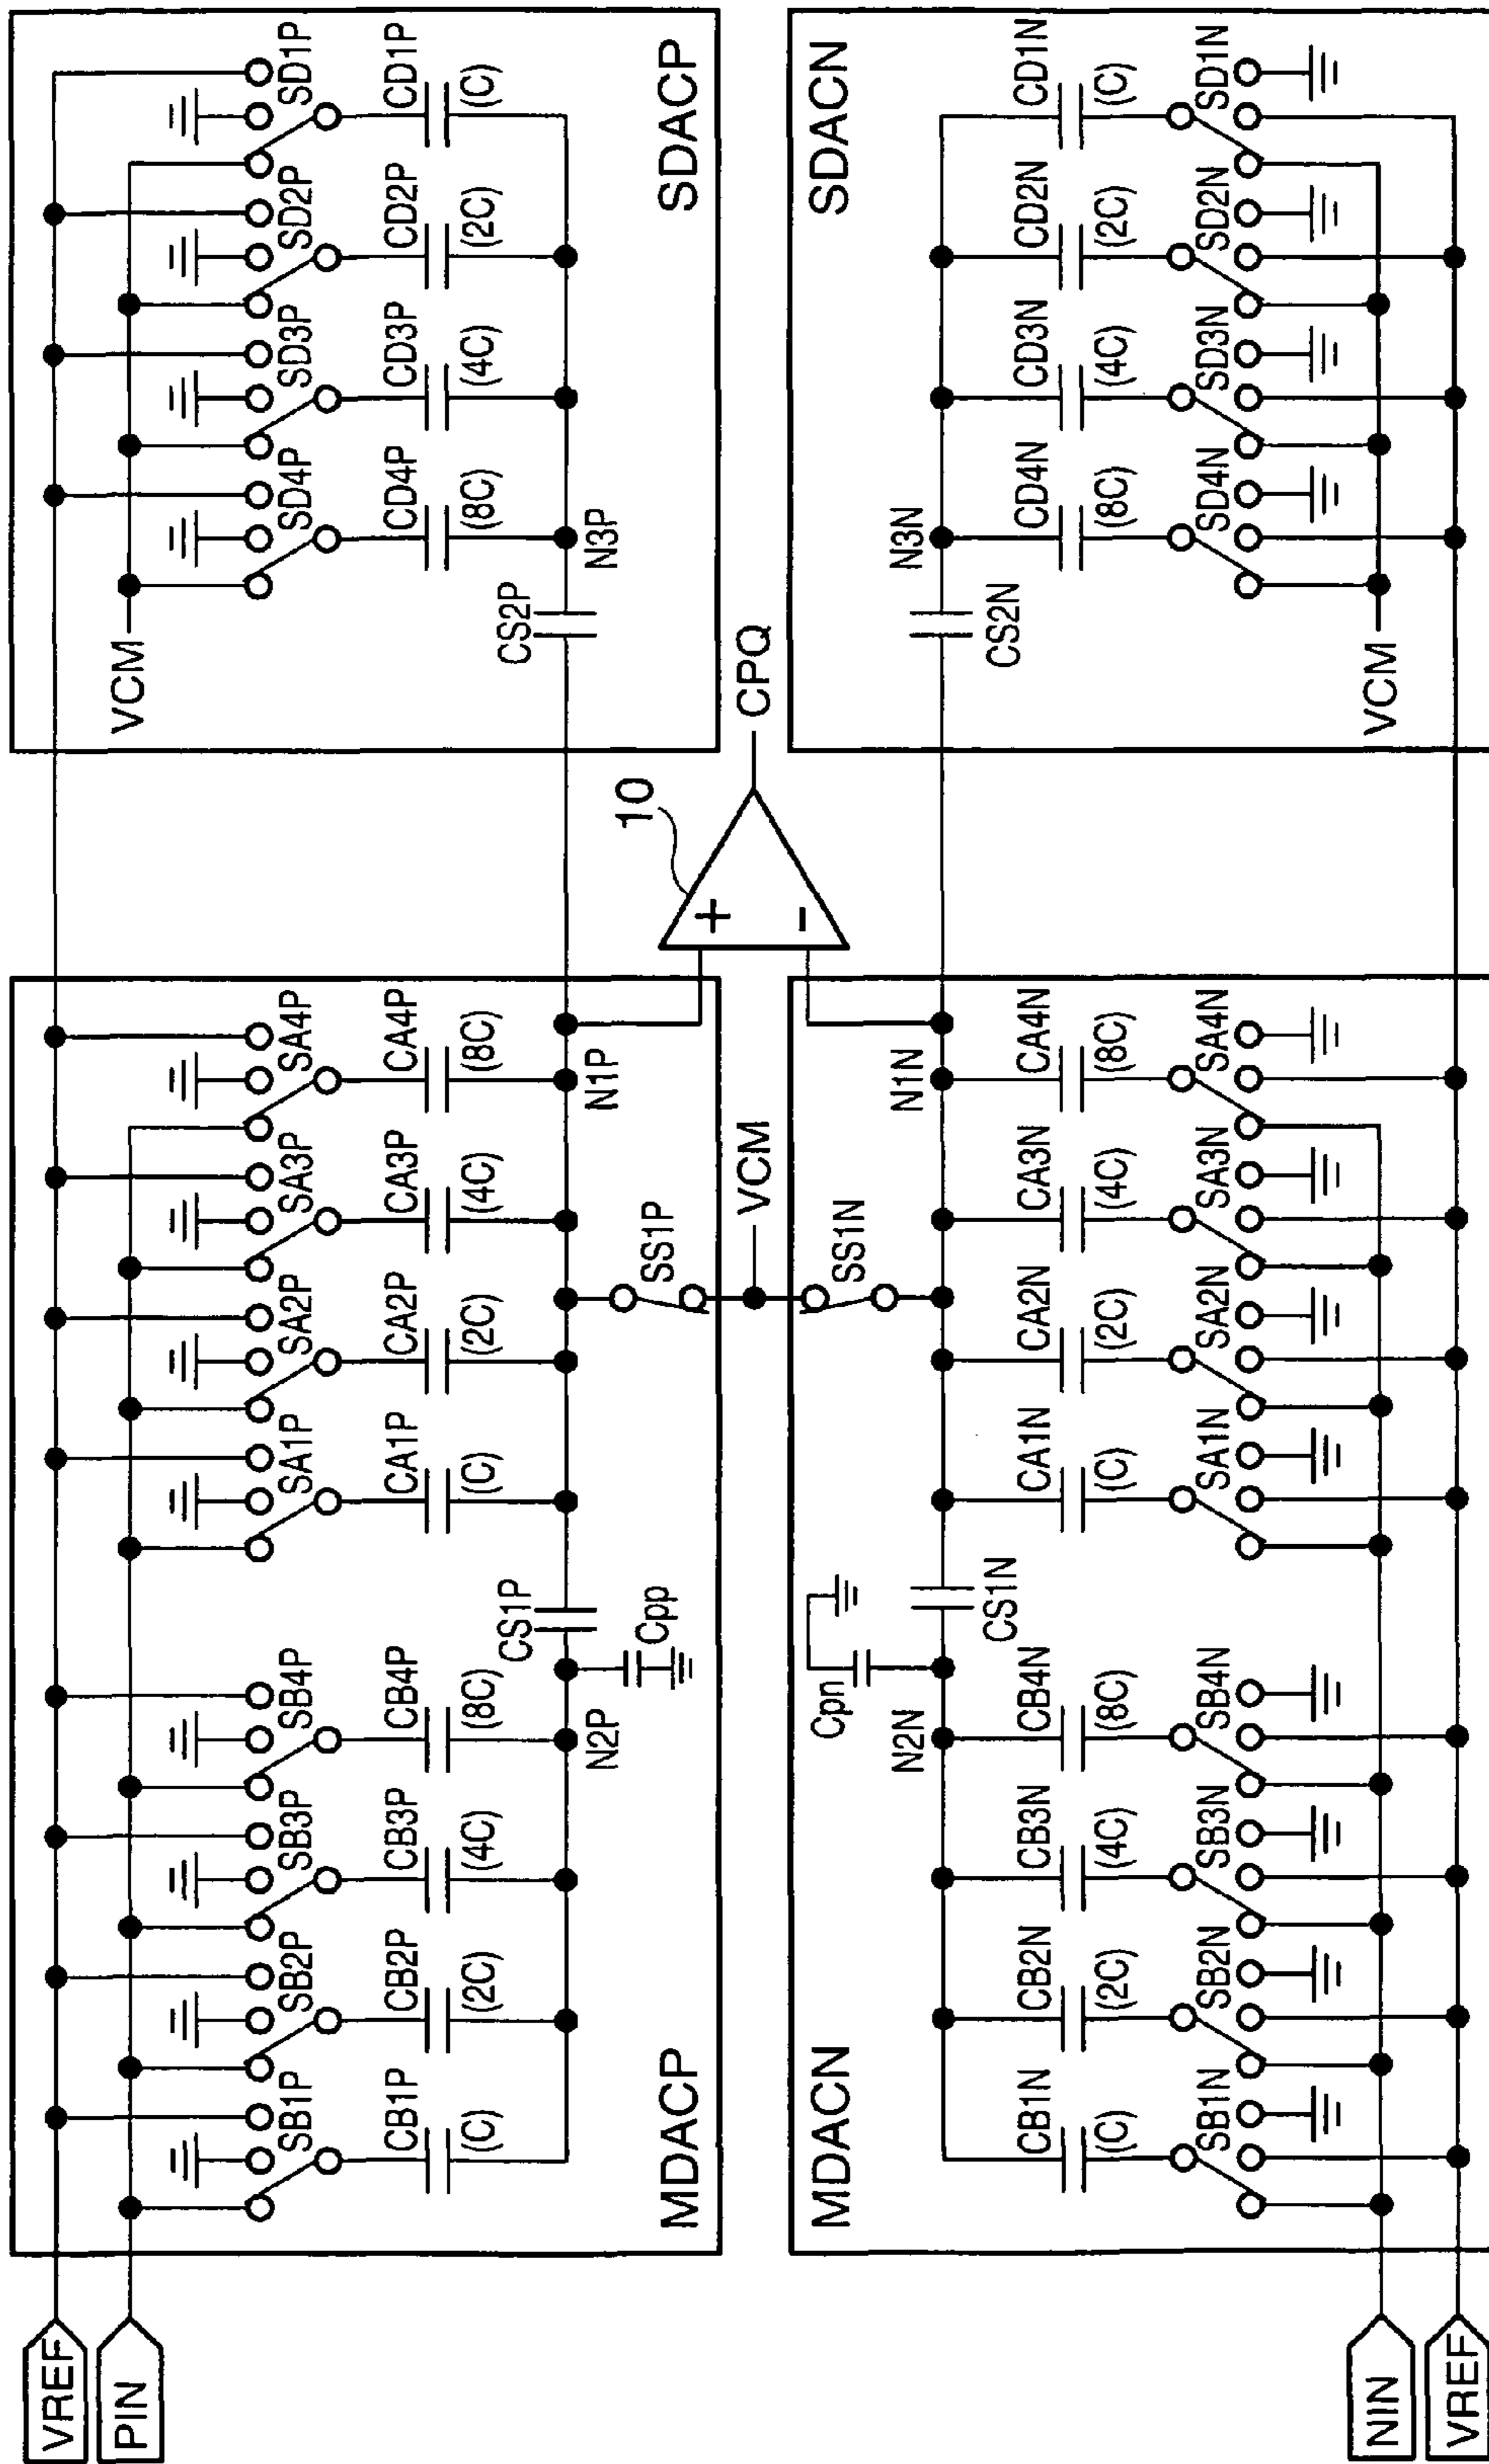 VREF
PIN
SB1P
SB2P
SB3P
SB4P
SA1P
SA2P
SA3P
SA4P
CB1P
(C)
CB2P
(2C)
CB3P
(4C)
CB4P
(8C)
CA1P
(C)
CA2P
(2C)
CA3P
(4C)
CA4P
(8C)
CS1P
N2P
Cpp
N1P
SS1P
MDACP
VCM
SD4P
SD3P
SD2P
SD1P
CD4P
(8C)
CD3P
(4C)
CD2P
(2C)
CD1P
(C)
CS2P
N3P
SDACP
10
+
-
CPQ
VCM
MDACN
SS1N
Cpn
N2N
CS1N
N1N
CB1N
(C)
CB2N
(2C)
CB3N
(4C)
CB4N
(8C)
CA1N
(C)
CA2N
(2C)
CA3N
(4C)
CA4N
(8C)
SB1N
SB2N
SB3N
SB4N
SA1N
SA2N
SA3N
SA4N
NIN
VREF
SDACN
N3N
CS2N
CD4N
(8C)
CD3N
(4C)
CD2N
(2C)
CD1N
(C)
SD4N
SD3N
SD2N
SD1N
VCM